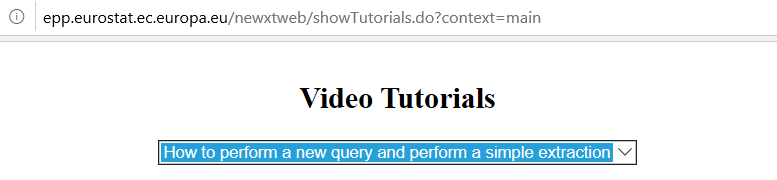 epp.eurostat.ec.europa.eu/newxtweb/showTutorials.do?context=main
Video Tutorials
How to perform a new query and perform a simple extraction